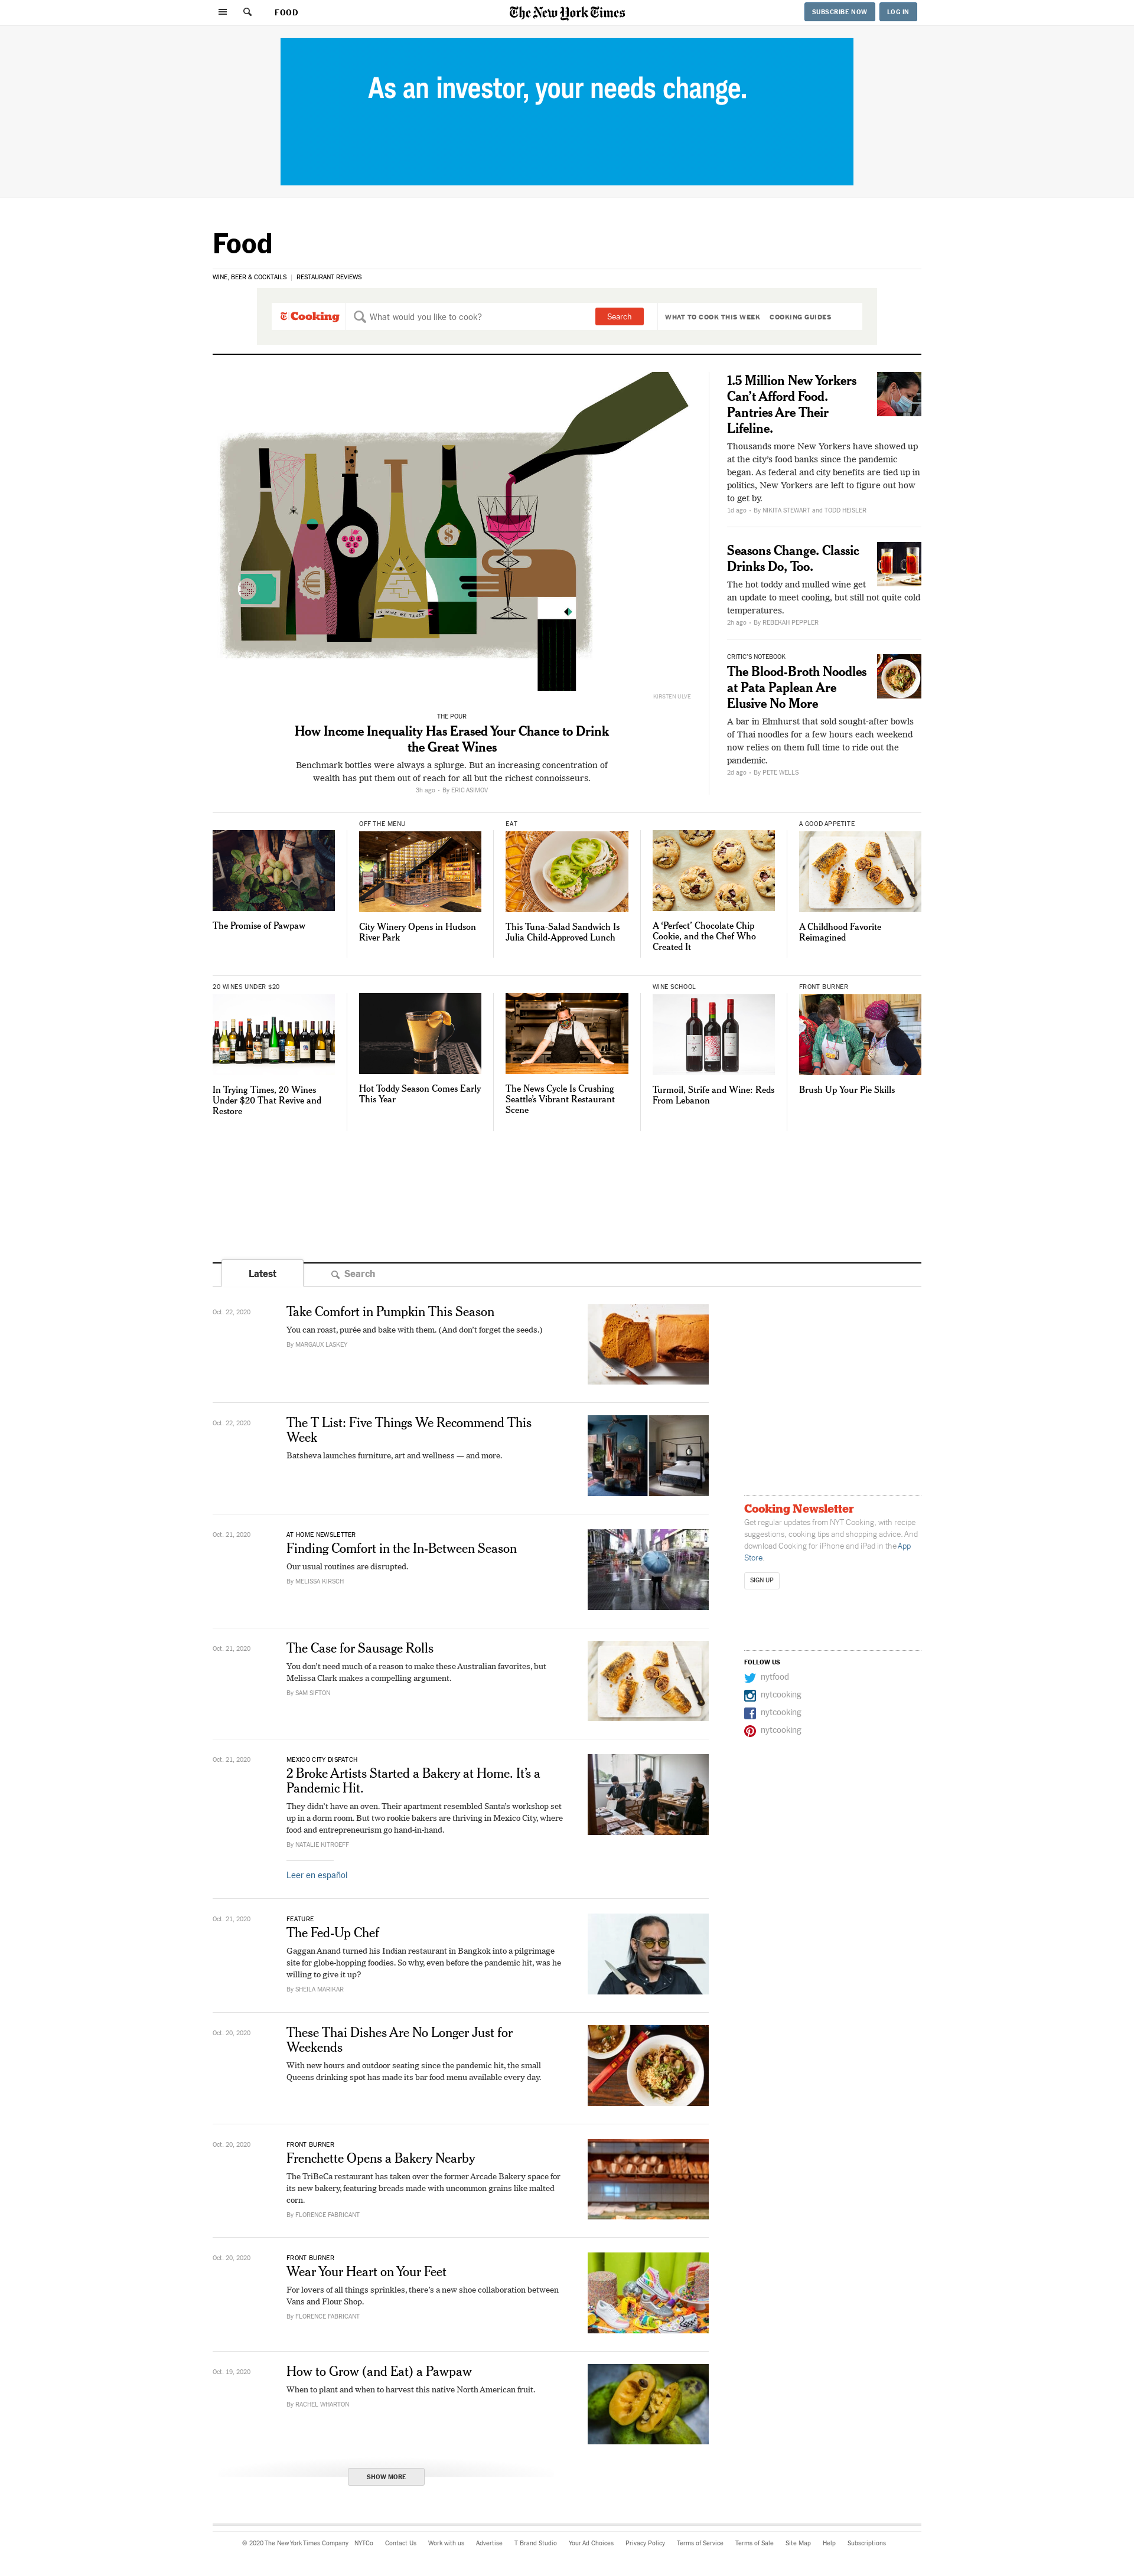 FOOD
The New York Times
SUBSCRIBE NOW
LOG IN
As an investor, your needs change.
Food
WINE, BEER & COCKTAILS | RESTAURANT REVIEWS
Cooking
What would you like to cook?
Search
WHAT TO COOK THIS WEEK
COOKING GUIDES
KIRSTEN ULVE
THE POUR
How Income Inequality Has Erased Your Chance to Drink
the Great Wines
Benchmark bottles were always a splurge. But an increasing concentration of
wealth has put them out of reach for all but the richest connoisseurs.
3h ago • By ERIC ASIMOV
1.5 Million New Yorkers
Can’t Afford Food.
Pantries Are Their
Lifeline.
Thousands more New Yorkers have showed up
at the city’s food banks since the pandemic
began. As federal and city benefits are tied up in
politics, New Yorkers are left to figure out how
to get by.
1d ago • By NIKITA STEWART and TODD HEISLER
Seasons Change. Classic
Drinks Do, Too.
The hot toddy and mulled wine get
an update to meet cooling, but still not quite cold
temperatures.
2h ago • By REBEKAH PEPPLER
CRITIC’S NOTEBOOK
The Blood-Broth Noodles
at Pata Paplean Are
Elusive No More
A bar in Elmhurst that sold sought-after bowls
of Thai noodles for a few hours each weekend
now relies on them full time to ride out the
pandemic.
2d ago • By PETE WELLS
The Promise of Pawpaw
OFF THE MENU
City Winery Opens in Hudson
River Park
EAT
This Tuna-Salad Sandwich Is
Julia Child-Approved Lunch
A ‘Perfect’ Chocolate Chip
Cookie, and the Chef Who
Created It
A GOOD APPETITE
A Childhood Favorite
Reimagined
20 WINES UNDER $20
In Trying Times, 20 Wines
Under $20 That Revive and
Restore
Hot Toddy Season Comes Early
This Year
The News Cycle Is Crushing
Seattle’s Vibrant Restaurant
Scene
WINE SCHOOL
Turmoil, Strife and Wine: Reds
From Lebanon
FRONT BURNER
Brush Up Your Pie Skills
Latest
Search
Oct. 22, 2020
Take Comfort in Pumpkin This Season
You can roast, purée and bake with them. (And don’t forget the seeds.)
By MARGAUX LASKEY
Oct. 22, 2020
The T List: Five Things We Recommend This
Week
Batsheva launches furniture, art and wellness — and more.
Oct. 21, 2020
AT HOME NEWSLETTER
Finding Comfort in the In-Between Season
Our usual routines are disrupted.
By MELISSA KIRSCH
Oct. 21, 2020
The Case for Sausage Rolls
You don’t need much of a reason to make these Australian favorites, but
Melissa Clark makes a compelling argument.
By SAM SIFTON
Oct. 21, 2020
MEXICO CITY DISPATCH
2 Broke Artists Started a Bakery at Home. It’s a
Pandemic Hit.
They didn’t have an oven. Their apartment resembled Santa’s workshop set
up in a dorm room. But two rookie bakers are thriving in Mexico City, where
food and entrepreneurism go hand-in-hand.
By NATALIE KITROEFF
Leer en español
Oct. 21, 2020
FEATURE
The Fed-Up Chef
Gaggan Anand turned his Indian restaurant in Bangkok into a pilgrimage
site for globe-hopping foodies. So why, even before the pandemic hit, was he
willing to give it up?
By SHEILA MARIKAR
Oct. 20, 2020
These Thai Dishes Are No Longer Just for
Weekends
With new hours and outdoor seating since the pandemic hit, the small
Queens drinking spot has made its bar food menu available every day.
Oct. 20, 2020
FRONT BURNER
Frenchette Opens a Bakery Nearby
The TriBeCa restaurant has taken over the former Arcade Bakery space for
its new bakery, featuring breads made with uncommon grains like malted
corn.
By FLORENCE FABRICANT
Oct. 20, 2020
FRONT BURNER
Wear Your Heart on Your Feet
For lovers of all things sprinkles, there’s a new shoe collaboration between
Vans and Flour Shop.
By FLORENCE FABRICANT
Oct. 19, 2020
How to Grow (and Eat) a Pawpaw
When to plant and when to harvest this native North American fruit.
By RACHEL WHARTON
SHOW MORE
Cooking Newsletter
Get regular updates from NYT Cooking, with recipe
suggestions, cooking tips and shopping advice. And
download Cooking for iPhone and iPad in the App
Store.
SIGN UP
FOLLOW US
nytfood
nytcooking
nytcooking
nytcooking
© 2020 The New York Times Company NYTCo Contact Us Work with us Advertise T Brand Studio Your Ad Choices Privacy Policy Terms of Service Terms of Sale Site Map Help Subscriptions